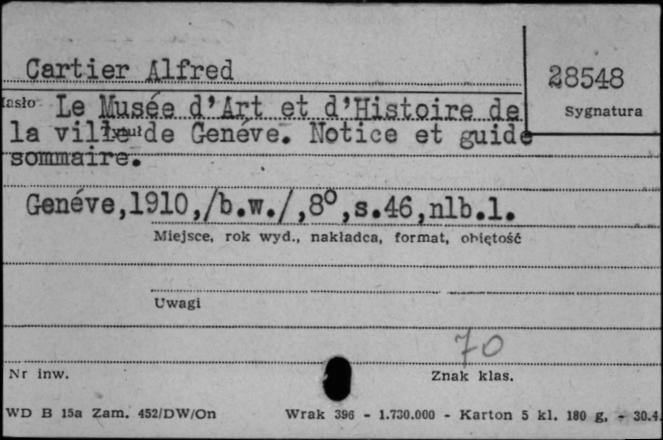 Cartier Alfred
28548
Hasło Le Musée d'Art et d'Histoire de
Sygnatura
la ville de Genéve. Notice et guide
Tytuł
sommaire.
Genéve,1910,/b.w./,8°,s.46,nlb.1.
Miejsce, rok wyd., nakładca, format, objętość
Uwagi
70
Nr inw.
Znak klas.
WD B 15a Zam. 452/DW/On Wrak 396 - 1.730.000 - Karton 5 kl. 180 g, - 30.4.